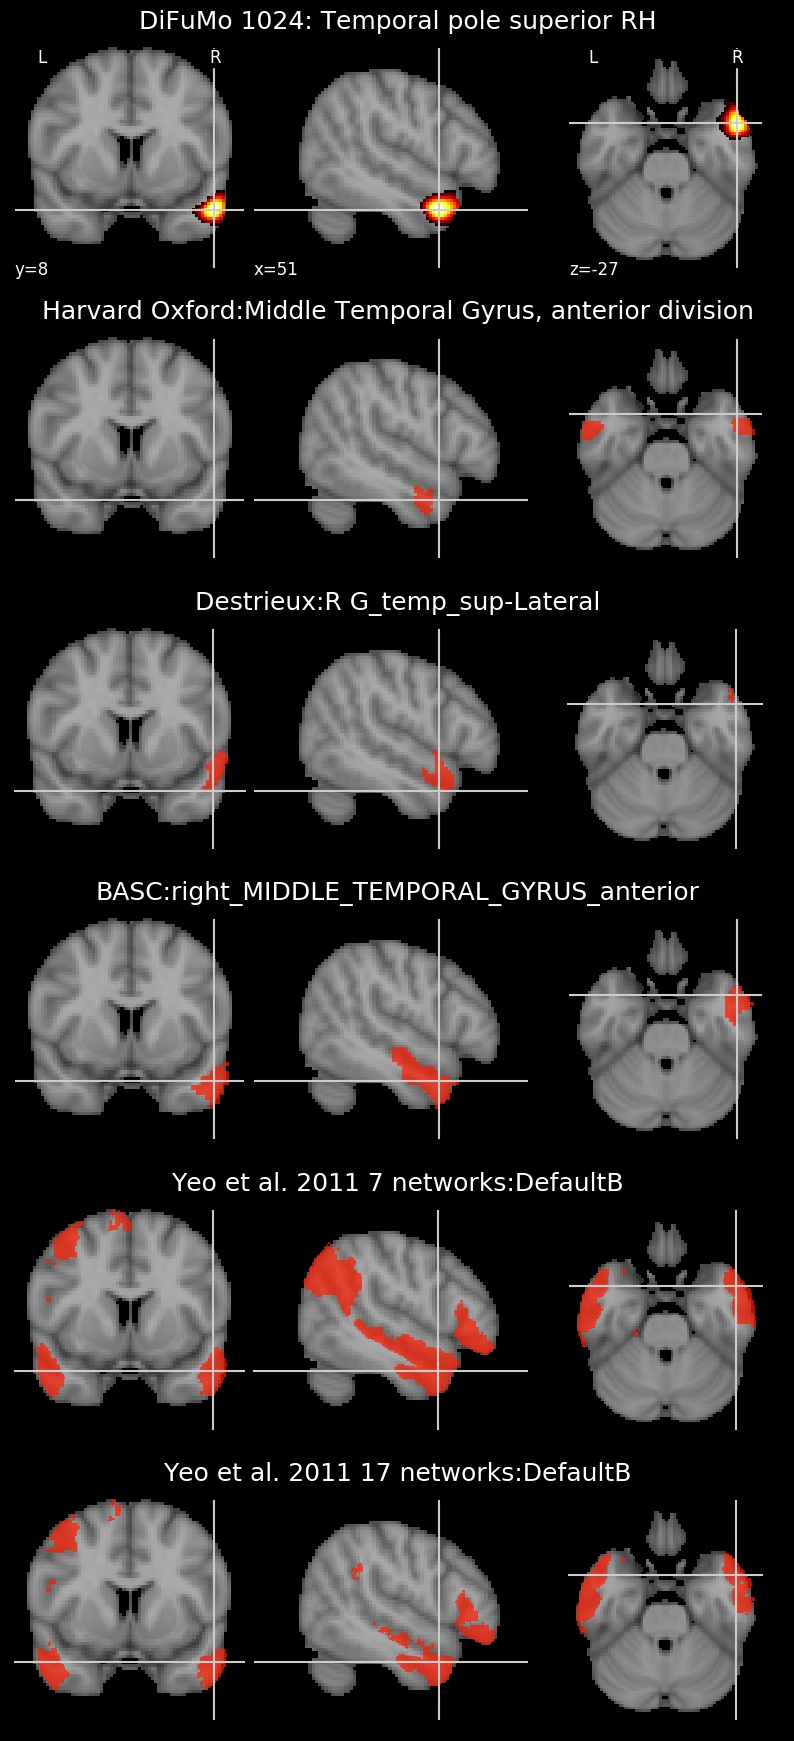 DiFuMo 1024: Temporal pole superior RH
L R L R
y=8 x=51 z=-27
Harvard Oxford:Middle Temporal Gyrus, anterior division
Destrieux:R G_temp_sup-Lateral
BASC:right_MIDDLE_TEMPORAL_GYRUS_anterior
Yeo et al. 2011 7 networks:DefaultB
Yeo et al. 2011 17 networks:DefaultB